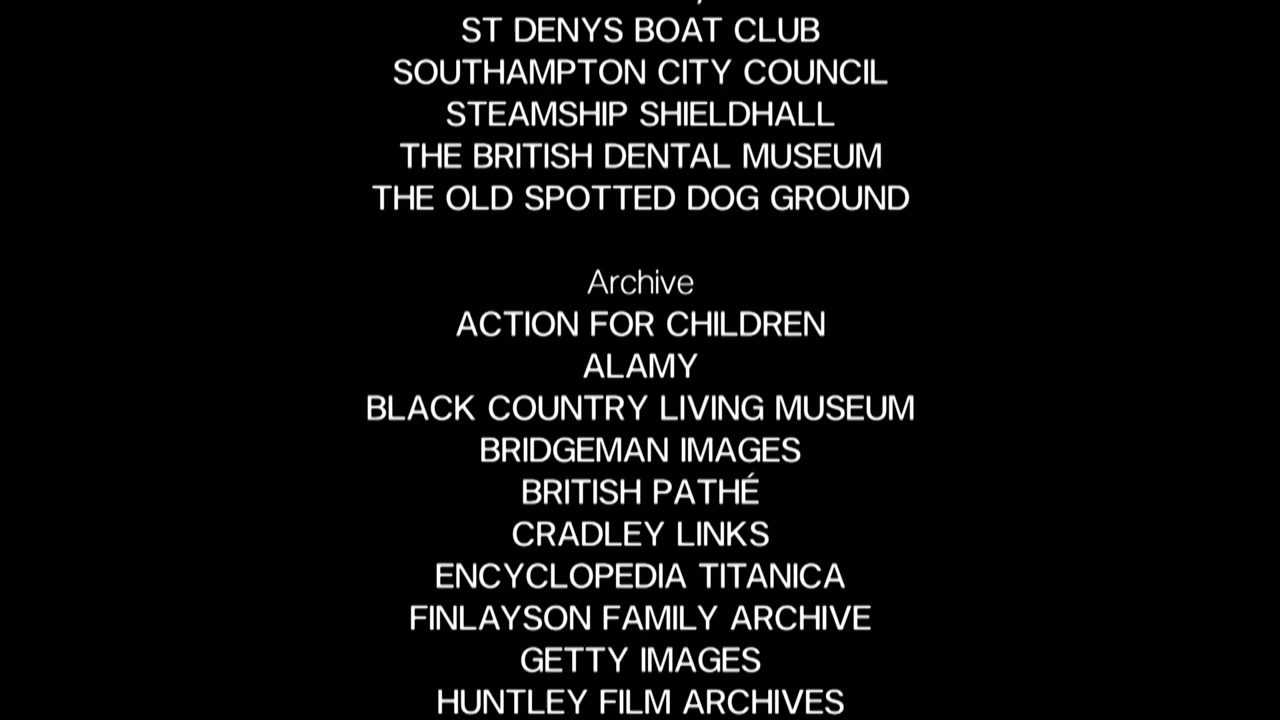 ST DENYS BOAT CLUB
SOUTHAMPTON CITY COUNCIL
STEAMSHIP SHIELDHALL
THE BRITISH DENTAL MUSEUM
THE OLD SPOTTED DOG GROUND
Archive
ACTION FOR CHILDREN
ALAMY
BLACK COUNTRY LIVING MUSEUM
BRIDGEMAN IMAGES
BRITISH PATHÉ
CRADLEY LINKS
ENCYCLOPEDIA TITANICA
FINLAYSON FAMILY ARCHIVE
GETTY IMAGES
HUNTLEY FILM ARCHIVES